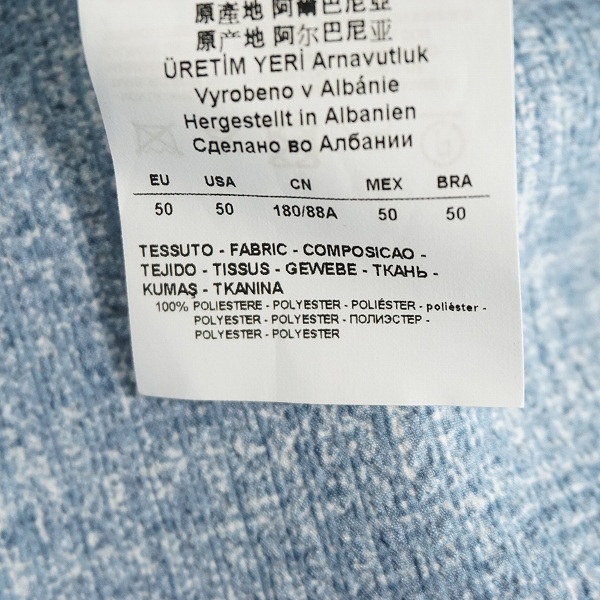 原產地 阿爾巴尼亞
原产地 阿尔巴尼亚
ÜRETİM YERİ Arnavutluk
Vyrobeno v Albánie
Hergestellt in Albanien
Сделано во Албании
EU USA CN MEX BRA
50 50 180/88A 50 50
TESSUTO - FABRIC - COMPOSICAO -
TEJIDO - TISSUS - GEWEBE - ТКАНЬ -
KUMAŞ - TKANINA
100% POLIESTERE - POLYESTER - POLIÉSTER - poliéster -
POLYESTER - POLYESTER - ПОЛИЭСТЕР -
POLYESTER - POLYESTER